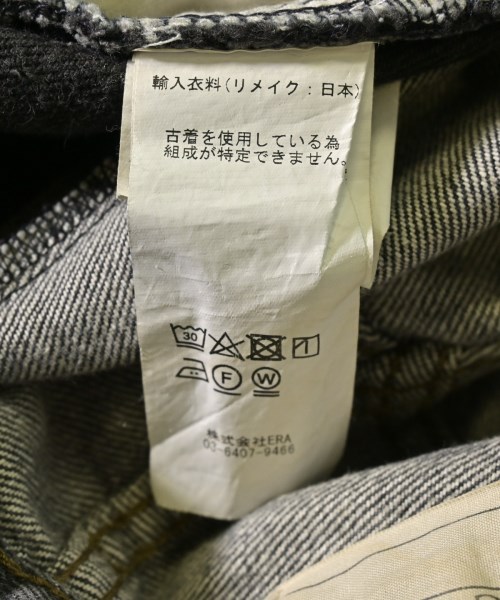 輸入衣料(リメイク:日本)
古着を使用している為
組成が特定できません。
30
F W
株式会社ERA
03-6407-9466